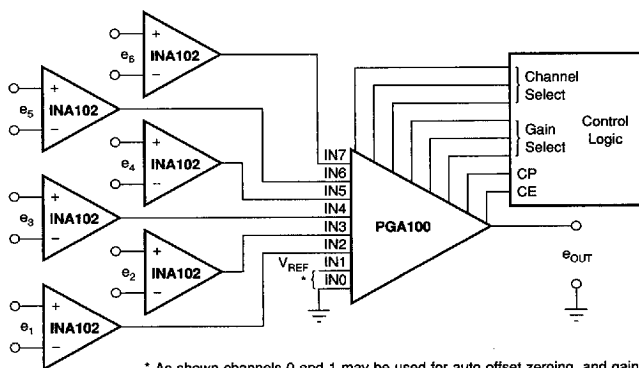 e6 + − INA102
e5 + − INA102
e4 + − INA102
e3 + − INA102
e2 + − INA102
e1 + − INA102
IN7
IN6
IN5
IN4
IN3
IN2
VREF IN1
* IN0
PGA100
Channel
Select
Gain
Select
Control
Logic
CP
CE
eOUT
* As shown channels 0 and 1 may be used for auto offset zeroing, and gain